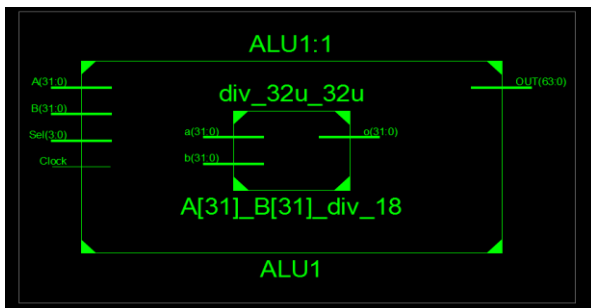 ALU1:1
A(31:0)
B(31:0)
Sel(3:0)
Clock
OUT(63:0)
div_32u_32u
a(31:0)
b(31:0)
o(31:0)
A[31]_B[31]_div_18
ALU1